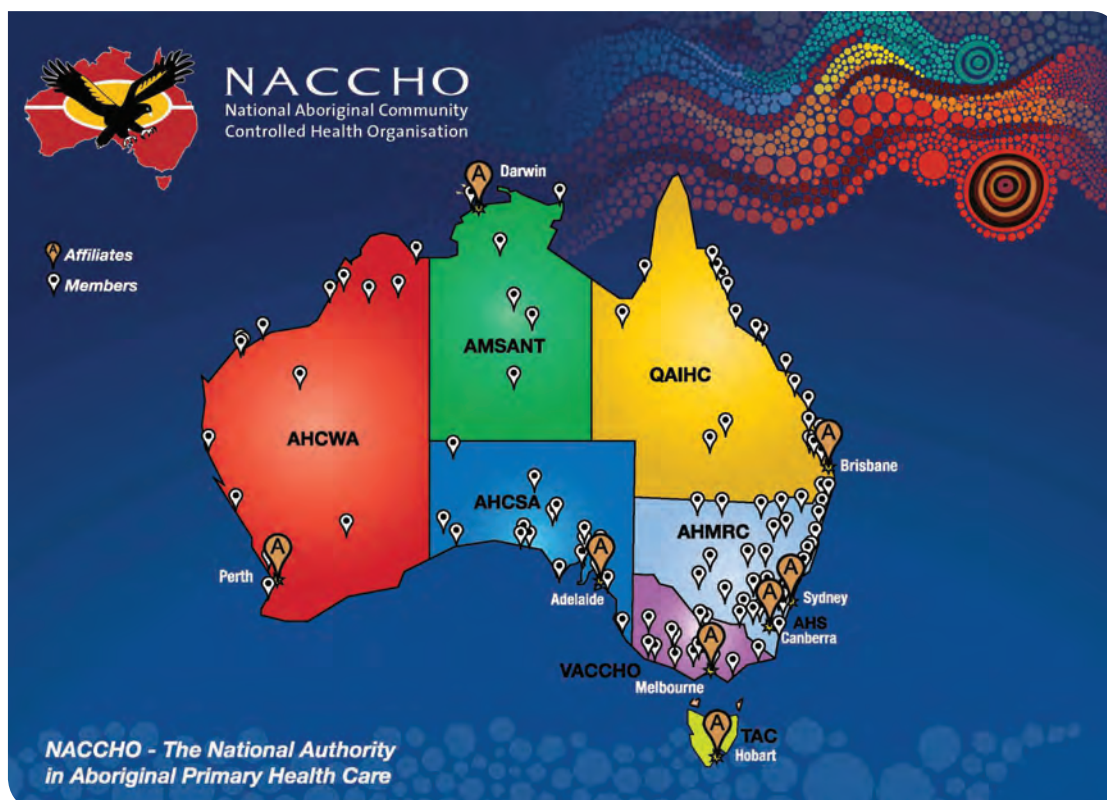 NACCHO
National Aboriginal Community
Controlled Health Organisation
Darwin
A
A Affiliates
Members
AMSANT
QAIHC
AHCWA
A
Brisbane
AHCSA
AHMRC
A
Perth
A
Adelaide
A
Sydney
A
AHS
Canberra
A
VACCHO
Melbourne
A
TAC
Hobart
NACCHO - The National Authority
in Aboriginal Primary Health Care